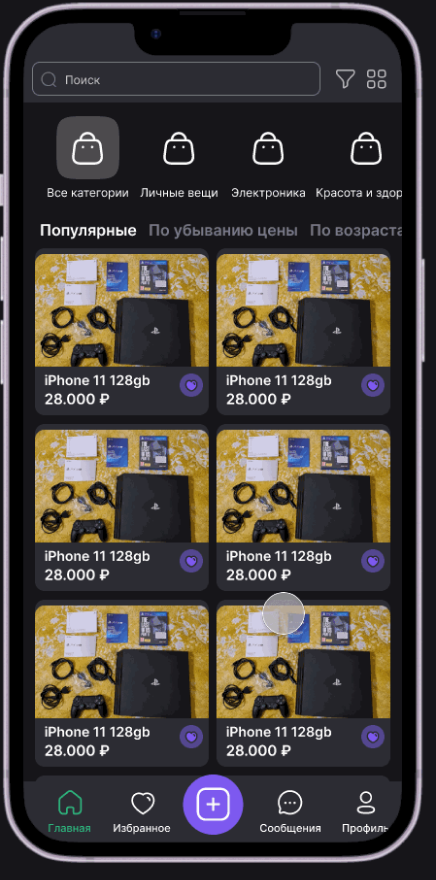 Поиск
Все категории
Личные вещи
Электроника
Красота и здор
Популярные
По убыванию цены
По возраста
iPhone 11 128gb
28.000 ₽
iPhone 11 128gb
28.000 ₽
iPhone 11 128gb
28.000 ₽
iPhone 11 128gb
28.000 ₽
iPhone 11 128gb
28.000 ₽
iPhone 11 128gb
28.000 ₽
Главная
Избранное
Сообщения
Профиль